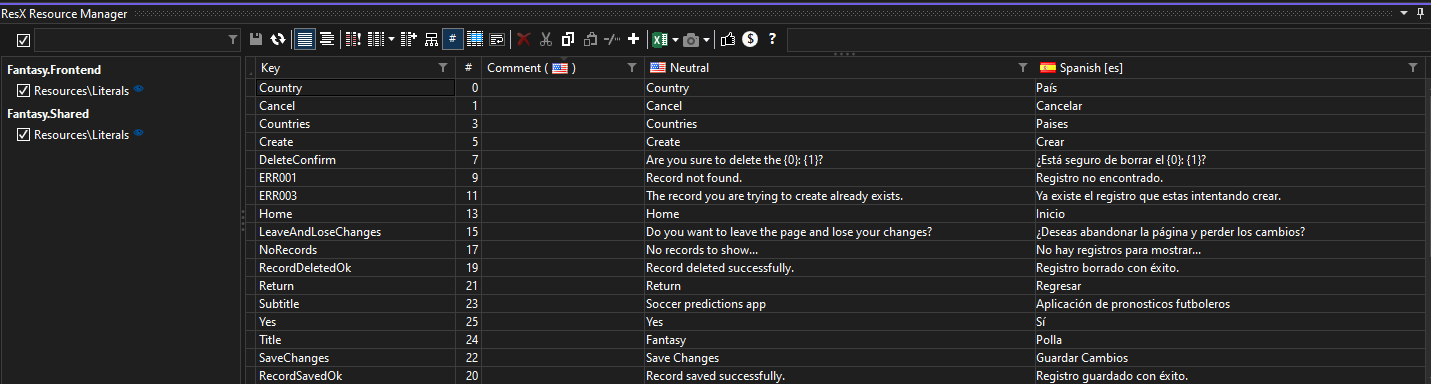 ResX Resource Manager
Fantasy.Frontend
Resources\Literals
Fantasy.Shared
Resources\Literals
Key # Comment ( ) Neutral Spanish [es]
Country 0 Country País
Cancel 1 Cancel Cancelar
Countries 3 Countries Paises
Create 5 Create Crear
DeleteConfirm 7 Are you sure to delete the {0}: {1}? ¿Está seguro de borrar el {0}: {1}?
ERR001 9 Record not found. Registro no encontrado.
ERR003 11 The record you are trying to create already exists. Ya existe el registro que estas intentando crear.
Home 13 Home Inicio
LeaveAndLoseChanges 15 Do you want to leave the page and lose your changes? ¿Deseas abandonar la página y perder los cambios?
NoRecords 17 No records to show... No hay registros para mostrar...
RecordDeletedOk 19 Record deleted successfully. Registro borrado con éxito.
Return 21 Return Regresar
Subtitle 23 Soccer predictions app Aplicación de pronosticos futboleros
Yes 25 Yes Sí
Title 24 Fantasy Polla
SaveChanges 22 Save Changes Guardar Cambios
RecordSavedOk 20 Record saved successfully. Registro guardado con éxito.